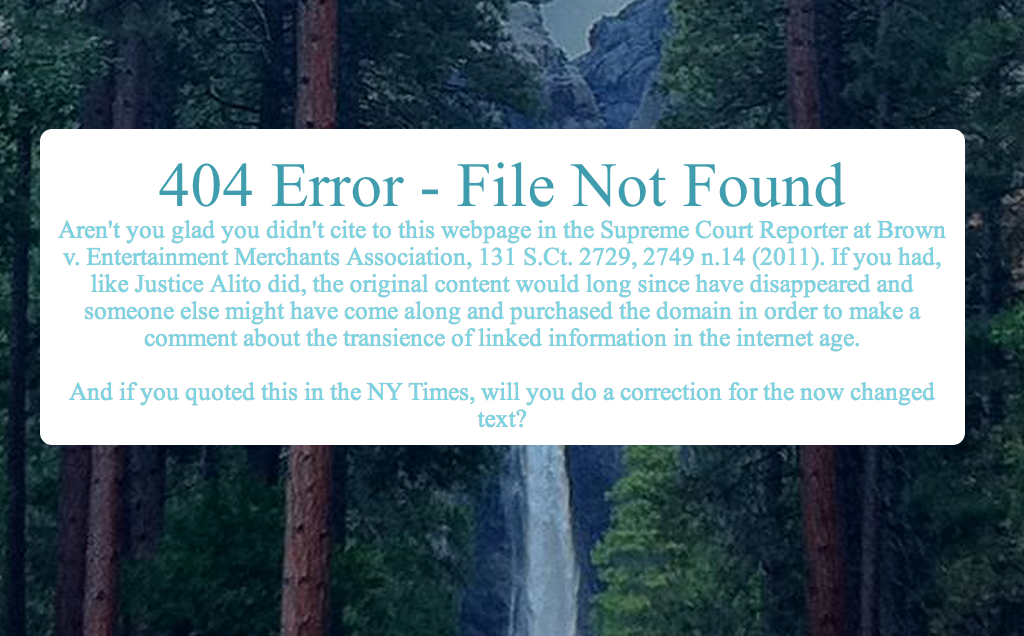 404 Error - File Not Found
Aren't you glad you didn't cite to this webpage in the Supreme Court Reporter at Brown
v. Entertainment Merchants Association, 131 S.Ct. 2729, 2749 n.14 (2011). If you had,
like Justice Alito did, the original content would long since have disappeared and
someone else might have come along and purchased the domain in order to make a
comment about the transience of linked information in the internet age.
And if you quoted this in the NY Times, will you do a correction for the now changed
text?